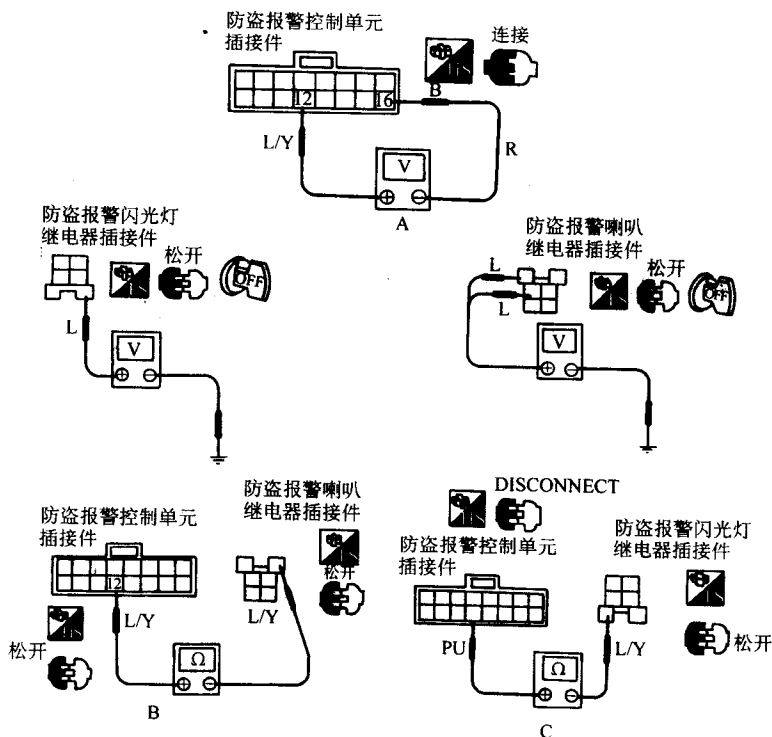 防盗报警控制单元
插接件
连接
12
16
B
L/Y
R
V
A
防盗报警闪光灯
继电器插接件
松开
OFF
L
V
防盗报警喇叭
继电器插接件
松开
OFF
L
L
V
防盗报警控制单元
插接件
防盗报警喇叭
继电器插接件
松开
12
L/Y
L/Y
松开
Ω
B
DISCONNECT
防盗报警控制单元
插接件
防盗报警闪光灯
继电器插接件
PU
L/Y
松开
Ω
C